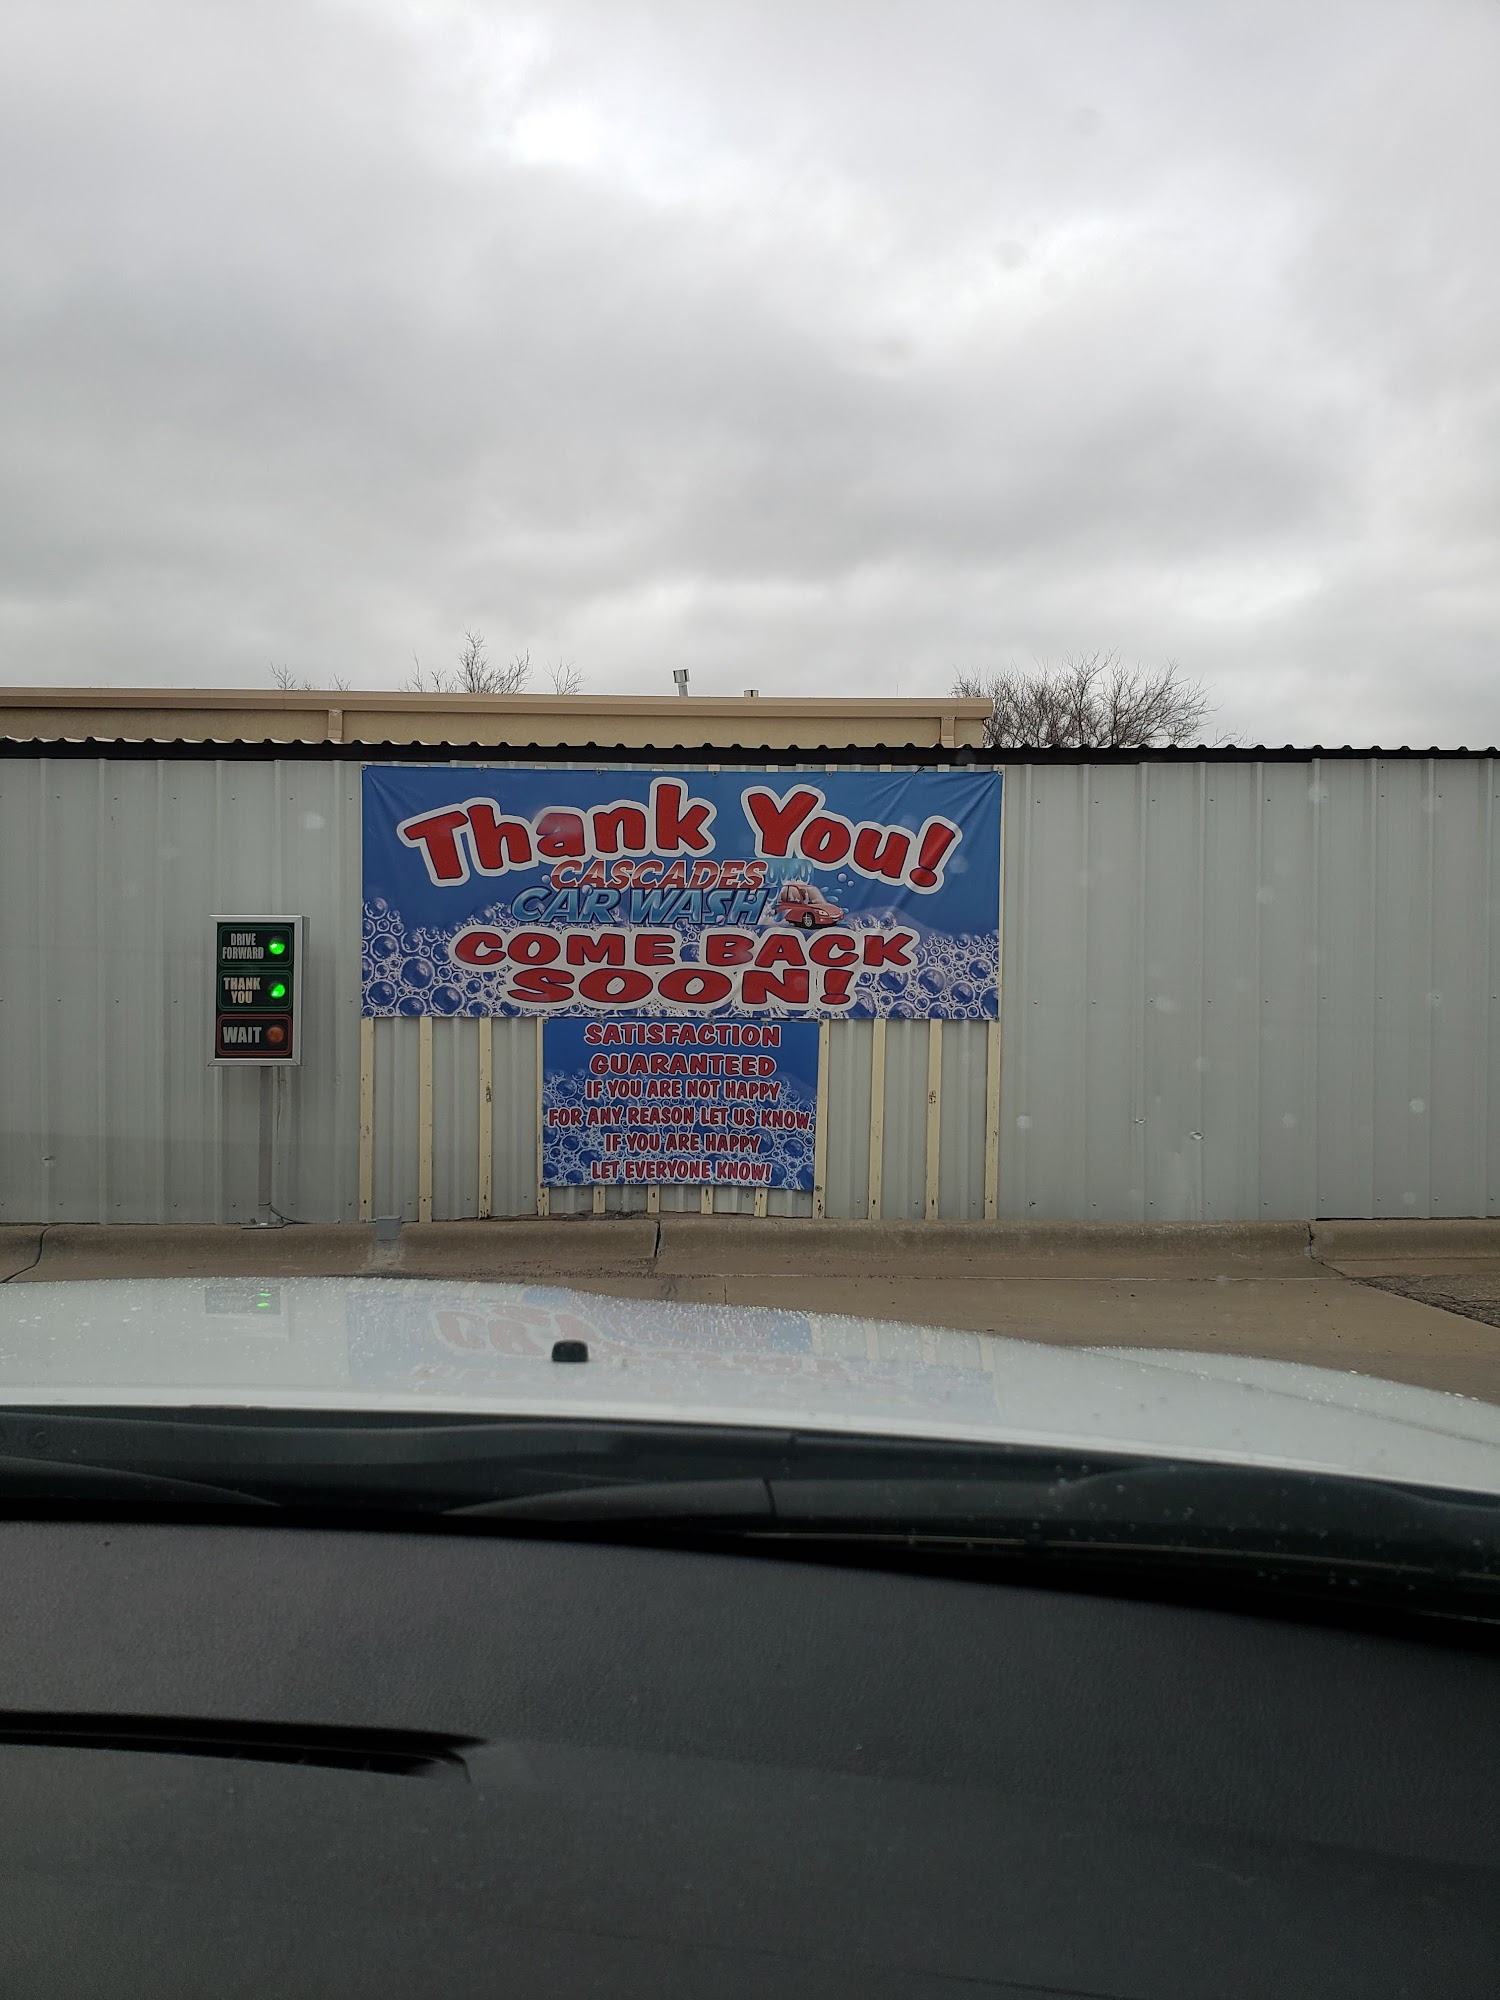 Thank You!
CASCADES
CAR WASH
COME BACK
SOON!
DRIVE
FORWARD
THANK
YOU
WAIT
SATISFACTION
GUARANTEED
IF YOU ARE NOT HAPPY
FOR ANY REASON LET US KNOW.
IF YOU ARE HAPPY
LET EVERYONE KNOW!